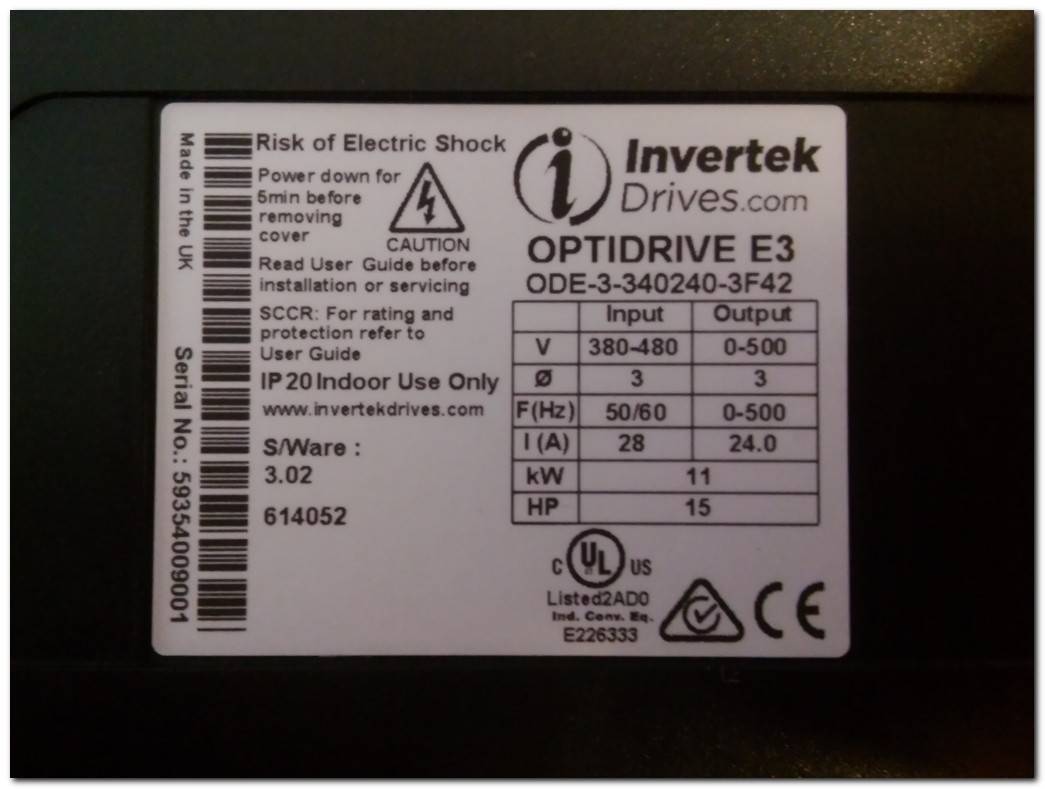 Made in the UK
Serial No.: 59354009001
Risk of Electric Shock
Power down for
5min before
removing
cover
CAUTION
Read User Guide before
installation or servicing
SCCR: For rating and
protection refer to
User Guide
IP20 Indoor Use Only
www.invertekdrives.com
S/Ware :
3.02
614052
Invertek
Drives.com
OPTIDRIVE E3
ODE-3-340240-3F42
Input Output
V 380-480 0-500
Ø 3 3
F(Hz) 50/60 0-500
I (A) 28 24.0
kW 11
HP 15
C UL US
Listed2AD0
Ind. Conv. Eq.
E226333
CE